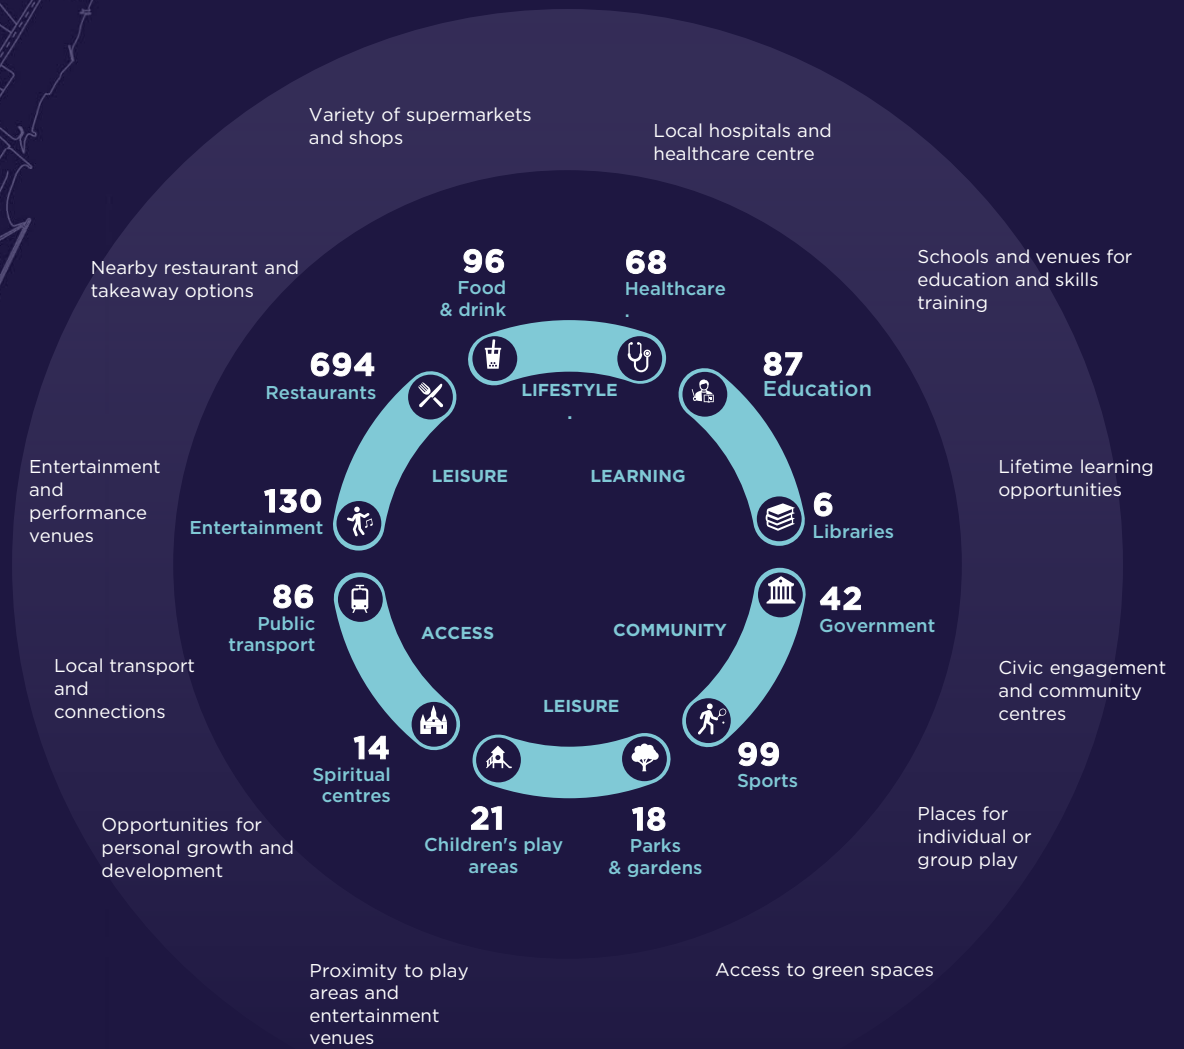 Variety of supermarkets
and shops
Local hospitals and
healthcare centre
Nearby restaurant and
takeaway options
Schools and venues for
education and skills
training
96
Food
& drink
68
Healthcare
.
694
Restaurants
87
Education
LIFESTYLE
.
LEISURE
LEARNING
Entertainment
and
performance
venues
Lifetime learning
opportunities
130
Entertainment
6
Libraries
86
Public
transport
42
Government
ACCESS
COMMUNITY
Local transport
and
connections
Civic engagement
and community
centres
LEISURE
14
Spiritual
centres
99
Sports
21
Children's play
areas
18
Parks
& gardens
Opportunities for
personal growth and
development
Places for
individual or
group play
Proximity to play
areas and
entertainment
venues
Access to green spaces